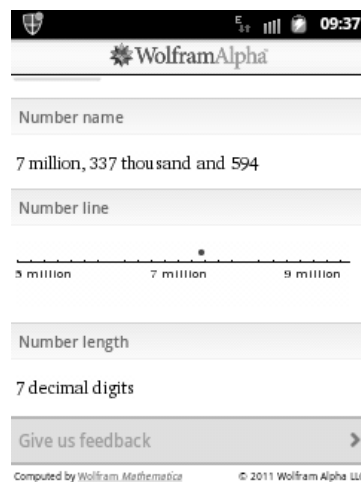 E 09:37
WolframAlpha
Number name
7 million, 337 thousand and 594
Number line
5 million 7 million 9 million
Number length
7 decimal digits
Give us feedback
Computed by Wolfram Mathematica © 2011 Wolfram Alpha LLC